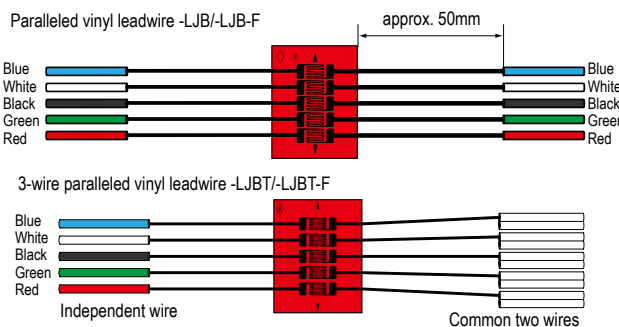 Paralleled vinyl leadwire -LJB/-LJB-F
approx. 50mm
Blue
White
Black
Green
Red
Blue
White
Black
Green
Red
3-wire paralleled vinyl leadwire -LJBT/-LJBT-F
Blue
White
Black
Green
Red
Independent wire
Common two wires